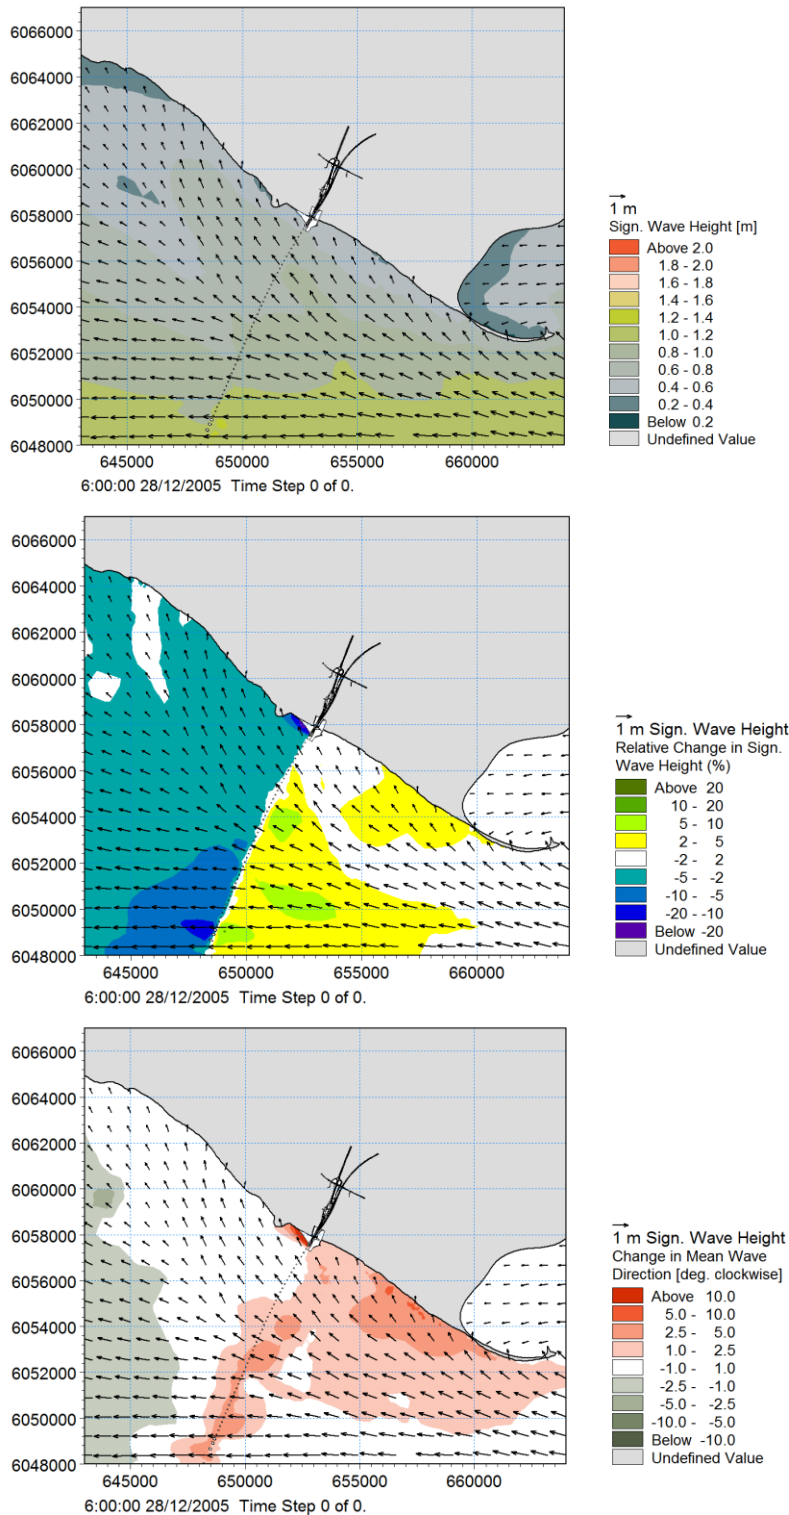 6066000
6064000
6062000
6060000
6058000
6056000
6054000
6052000
6050000
6048000
645000 650000 655000 660000
6:00:00 28/12/2005 Time Step 0 of 0.
1 m
Sign. Wave Height [m]
Above 2.0
1.8 - 2.0
1.6 - 1.8
1.4 - 1.6
1.2 - 1.4
1.0 - 1.2
0.8 - 1.0
0.6 - 0.8
0.4 - 0.6
0.2 - 0.4
Below 0.2
Undefined Value
6066000
6064000
6062000
6060000
6058000
6056000
6054000
6052000
6050000
6048000
645000 650000 655000 660000
6:00:00 28/12/2005 Time Step 0 of 0.
1 m Sign. Wave Height
Relative Change in Sign.
Wave Height (%)
Above 20
10 - 20
5 - 10
2 - 5
-2 - 2
-5 - -2
-10 - -5
-20 - -10
Below -20
Undefined Value
6066000
6064000
6062000
6060000
6058000
6056000
6054000
6052000
6050000
6048000
645000 650000 655000 660000
6:00:00 28/12/2005 Time Step 0 of 0.
1 m Sign. Wave Height
Change in Mean Wave
Direction [deg. clockwise]
Above 10.0
5.0 - 10.0
2.5 - 5.0
1.0 - 2.5
-1.0 - 1.0
-2.5 - -1.0
-5.0 - -2.5
-10.0 - -5.0
Below -10.0
Undefined Value